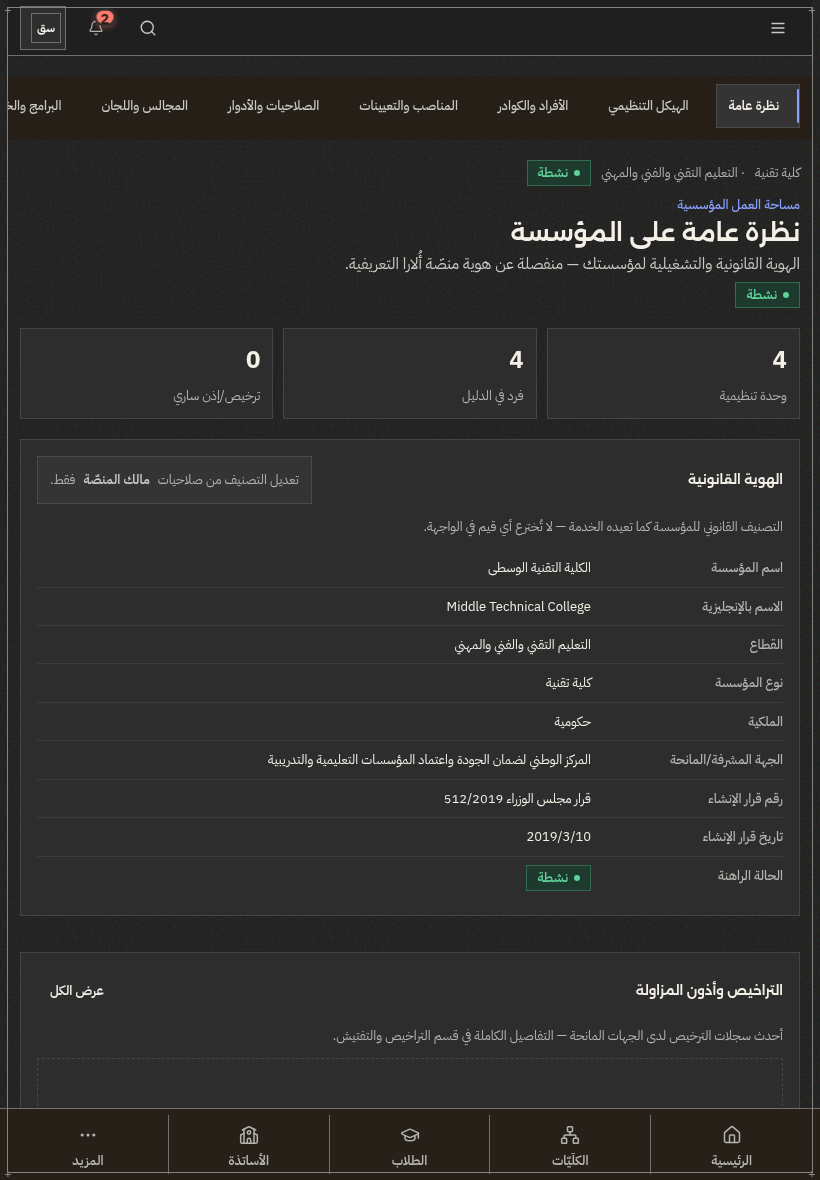 سق
2
نظرة عامة
الهيكل التنظيمي
الأفراد والكوادر
المناصب والتعيينات
الصلاحيات والأدوار
المجالس واللجان
البرامج والخ
كلية تقنية · التعليم التقني والفني والمهني نشطة
مساحة العمل المؤسسية
نظرة عامة على المؤسسة
الهوية القانونية والتشغيلية لمؤسستك — منفصلة عن هوية منصّة أُلارا التعريفية.
نشطة
4
وحدة تنظيمية
4
فرد في الدليل
0
ترخيص/إذن ساري
الهوية القانونية
تعديل التصنيف من صلاحيات مالك المنصّة فقط.
التصنيف القانوني للمؤسسة كما تعيده الخدمة — لا تُخترع أي قيم في الواجهة.
اسم المؤسسة الكلية التقنية الوسطى
الاسم بالإنجليزية Middle Technical College
القطاع التعليم التقني والفني والمهني
نوع المؤسسة كلية تقنية
الملكية حكومية
الجهة المشرفة/المانحة المركز الوطني لضمان الجودة واعتماد المؤسسات التعليمية والتدريبية
رقم قرار الإنشاء قرار مجلس الوزراء 512/2019
تاريخ قرار الإنشاء 2019/3/10
الحالة الراهنة نشطة
التراخيص وأذون المزاولة
عرض الكل
أحدث سجلات الترخيص لدى الجهات المانحة — التفاصيل الكاملة في قسم التراخيص والتفتيش.
الرئيسية
الكلّيّات
الطلاب
الأساتذة
المزيد